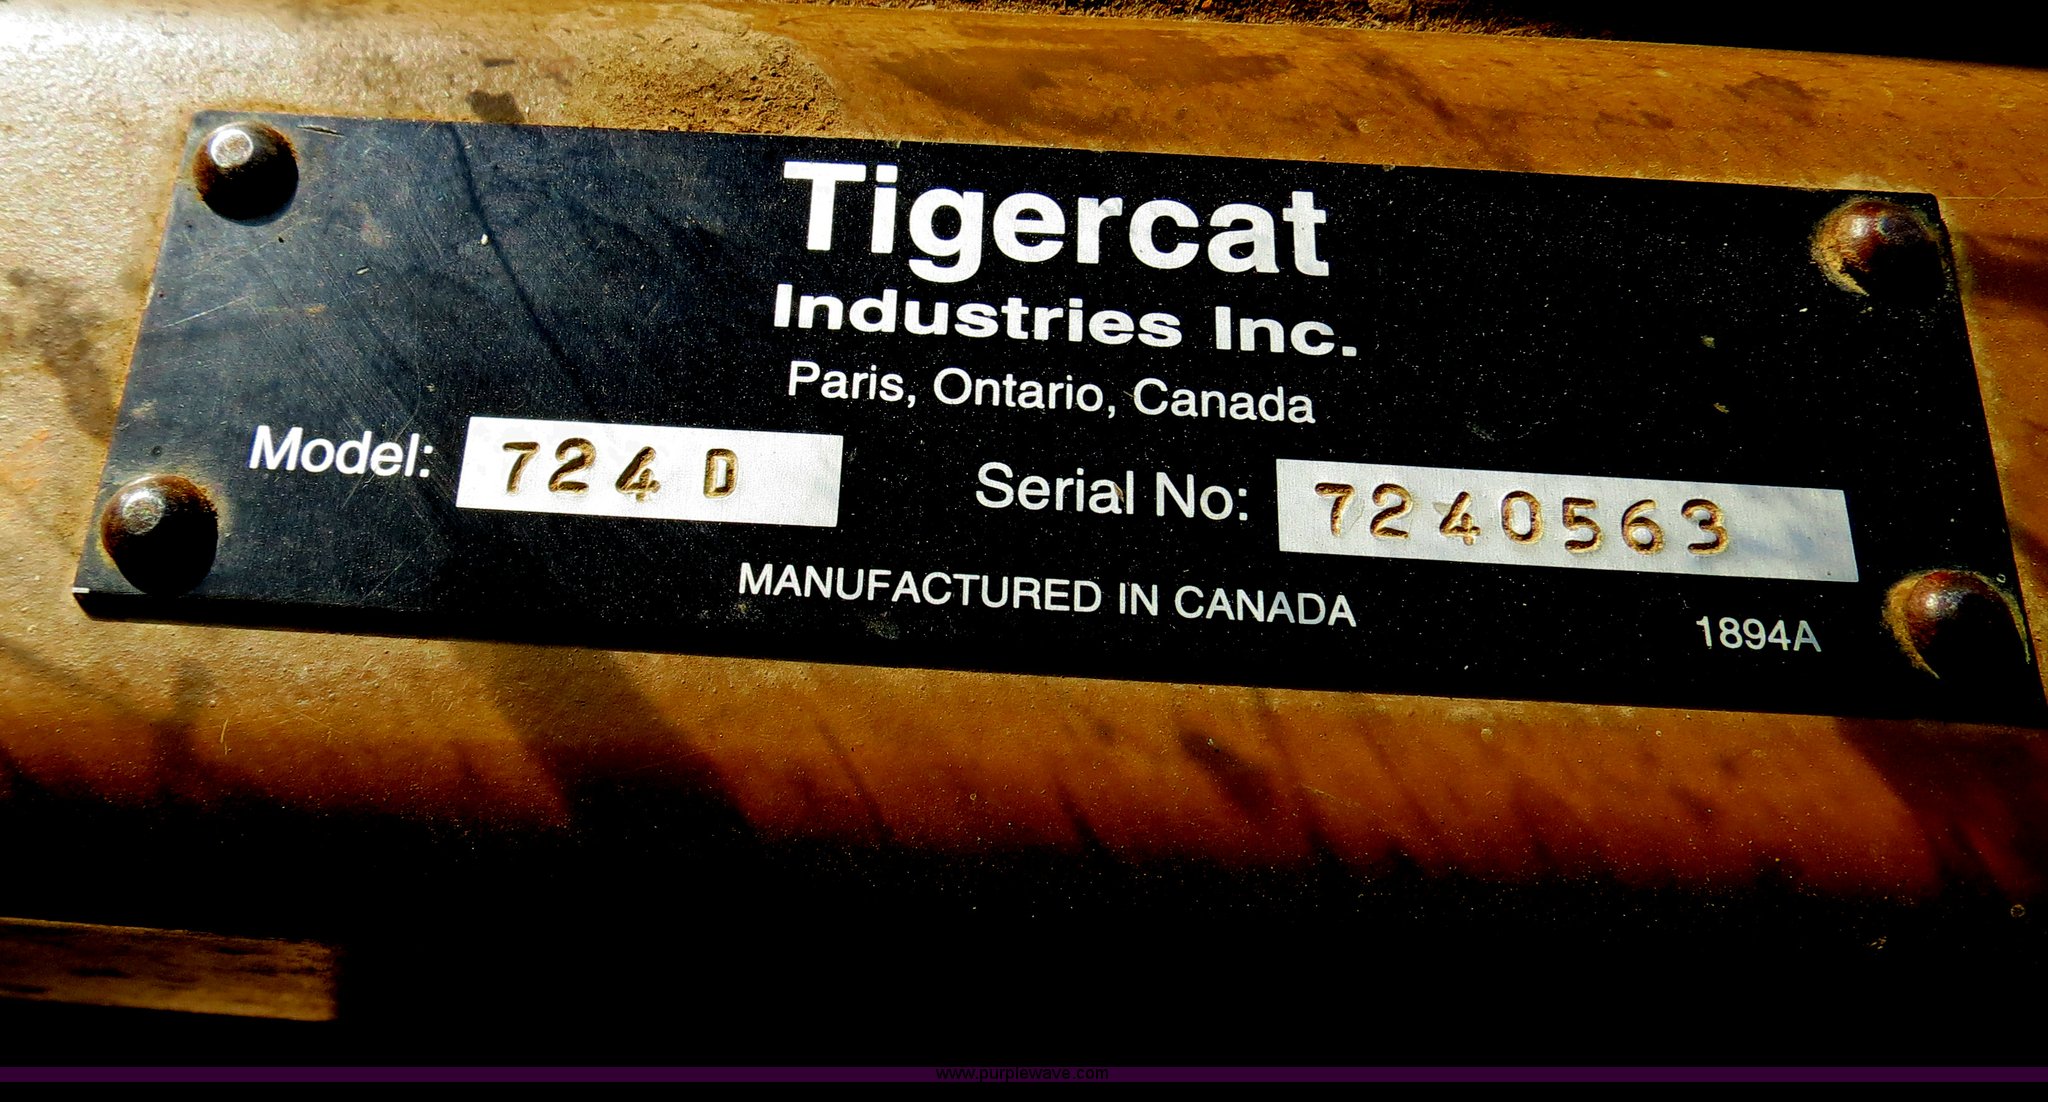 Tigercat
Industries Inc.
Paris, Ontario, Canada
Model: 724 D
Serial No: 7240563
MANUFACTURED IN CANADA
1894A
www.purplewave.com